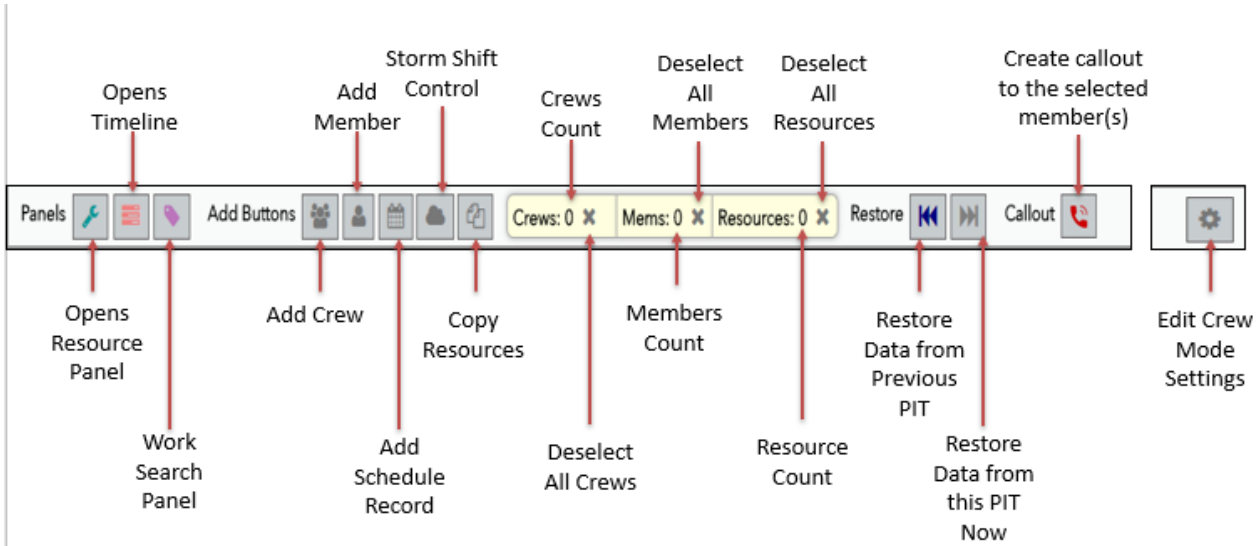 Opens
Timeline
Add
Member
Storm Shift
Control
Crews
Count
Deselect
All
Members
Deselect
All
Resources
Create callout
to the selected
member(s)
Panels Add Buttons Crews: 0 Mems: 0 Resources: 0 Restore Callout
Opens
Resource
Panel
Work
Search
Panel
Add Crew
Add
Schedule
Record
Copy
Resources
Deselect
All Crews
Members
Count
Resource
Count
Restore
Data from
Previous
PIT
Restore
Data from
this PIT
Now
Edit Crew
Mode
Settings